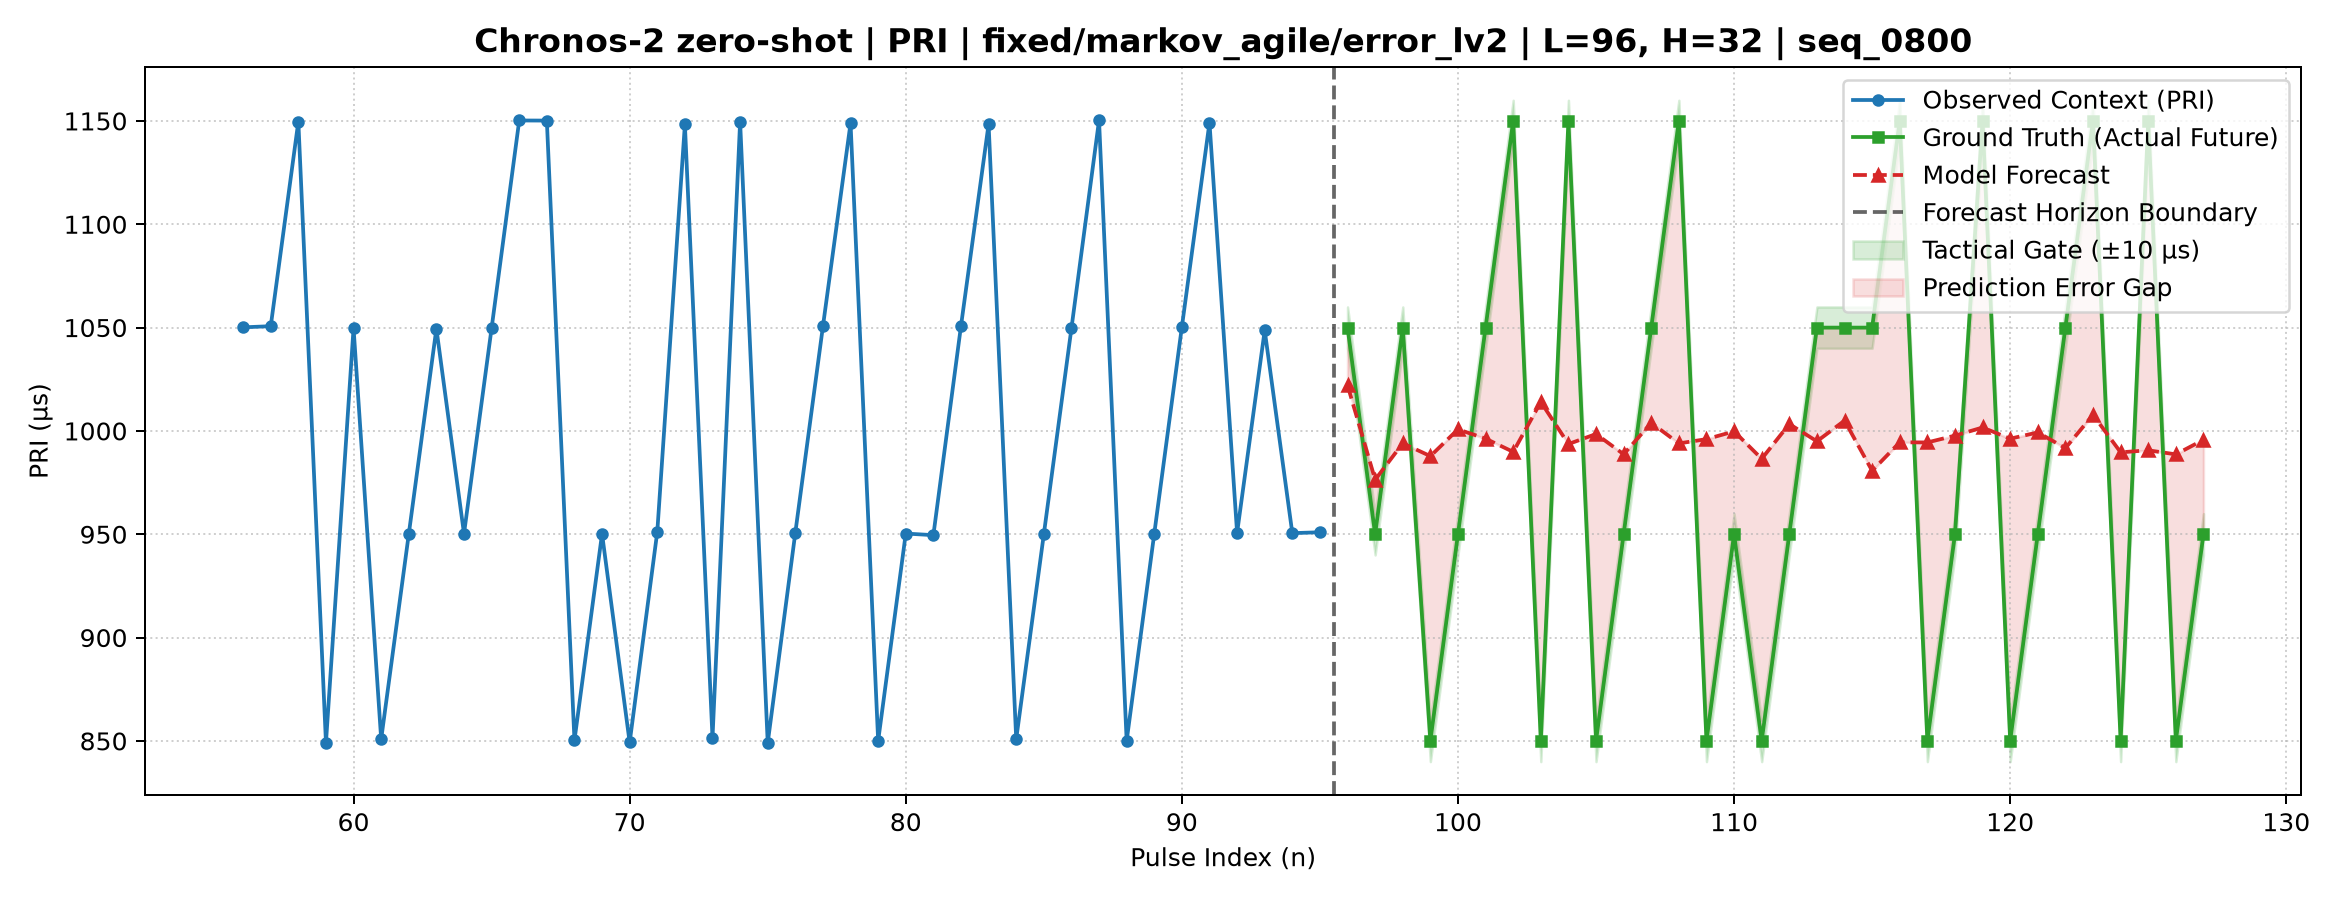 Chronos-2 zero-shot | PRI | fixed/markov_agile/error_lv2 | L=96, H=32 | seq_0800
Observed Context (PRI)
Ground Truth (Actual Future)
Model Forecast
Forecast Horizon Boundary
Tactical Gate (±10 µs)
Prediction Error Gap
PRI (µs)
1150
1100
1050
1000
950
900
850
60 70 80 90 100 110 120 130
Pulse Index (n)